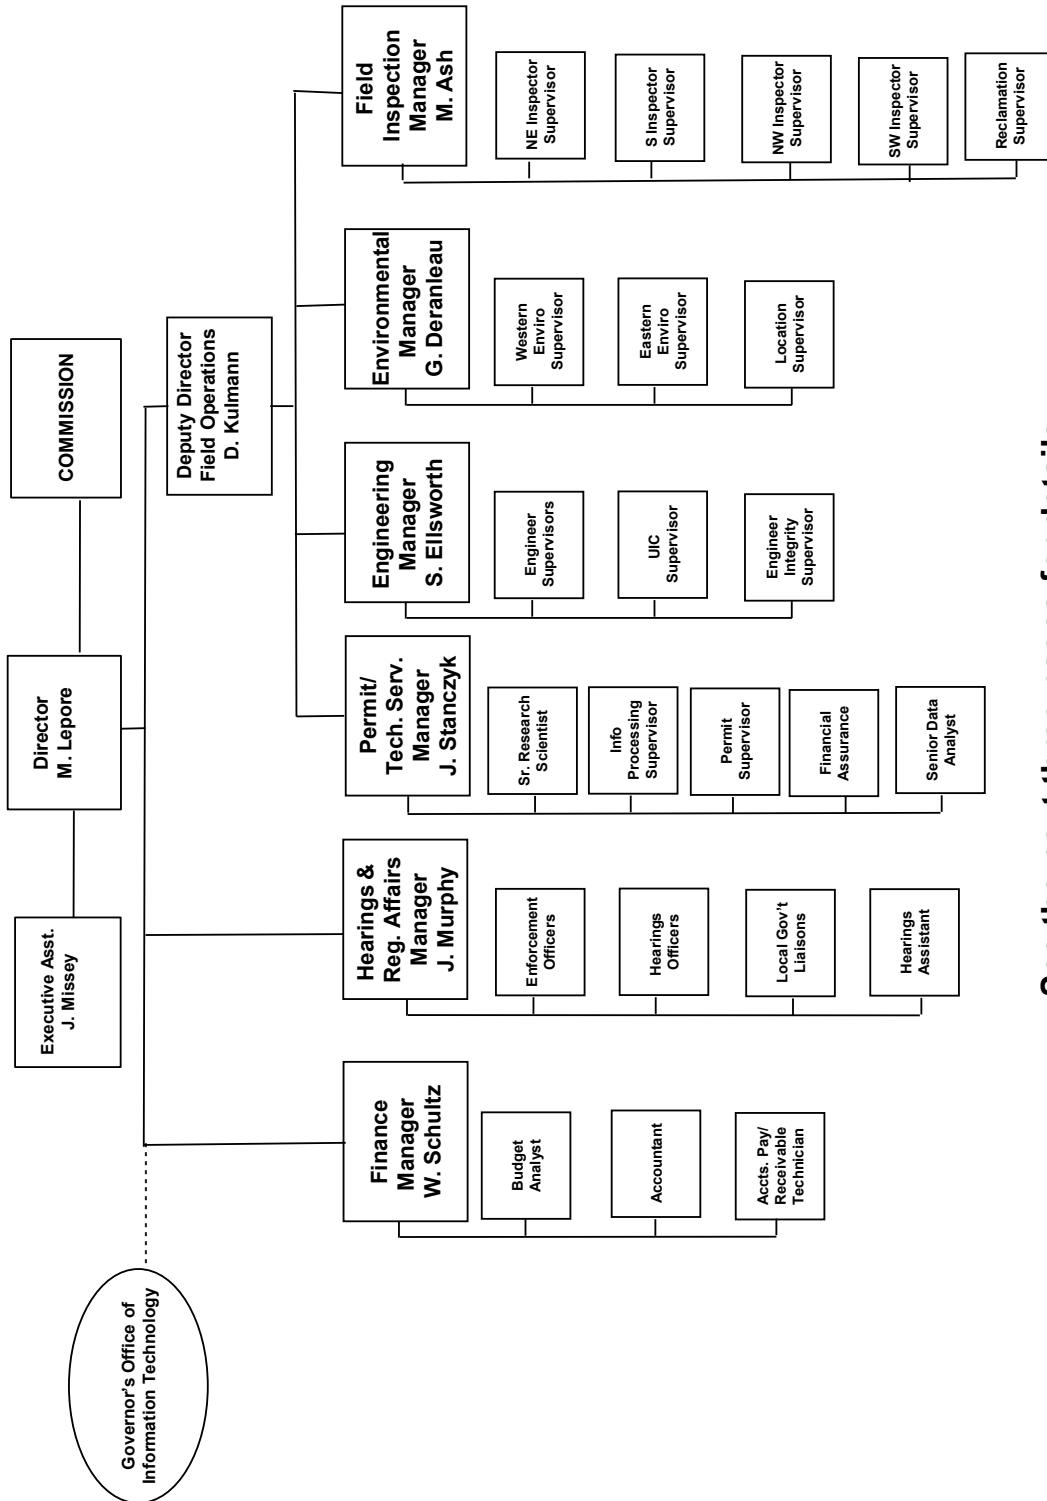 Executive Asst.
J. Missey
Director
M. Lepore
COMMISSION
Governor's Office of
Information Technology
Deputy Director
Field Operations
D. Kulmann
Finance
Manager
W. Schultz
Budget
Analyst
Accountant
Accts. Pay/
Receivable
Technician
Hearings &
Reg. Affairs
Manager
J. Murphy
Enforcement
Officers
Hearings
Officers
Local Gov't
Liaisons
Hearings
Assistant
Permit/
Tech. Serv.
Manager
J. Stanczyk
Sr. Research
Scientist
Info
Processing
Supervisor
Permit
Supervisor
Financial
Assurance
Senior Data
Analyst
Engineering
Manager
S. Ellsworth
Engineer
Supervisors
UIC
Supervisor
Engineer
Integrity
Supervisor
Environmental
Manager
G. Deranleau
Western
Enviro
Supervisor
Eastern
Enviro
Supervisor
Location
Supervisor
Field
Inspection
Manager
M. Ash
NE Inspector
Supervisor
S Inspector
Supervisor
NW Inspector
Supervisor
SW Inspector
Supervisor
Reclamation
Supervisor